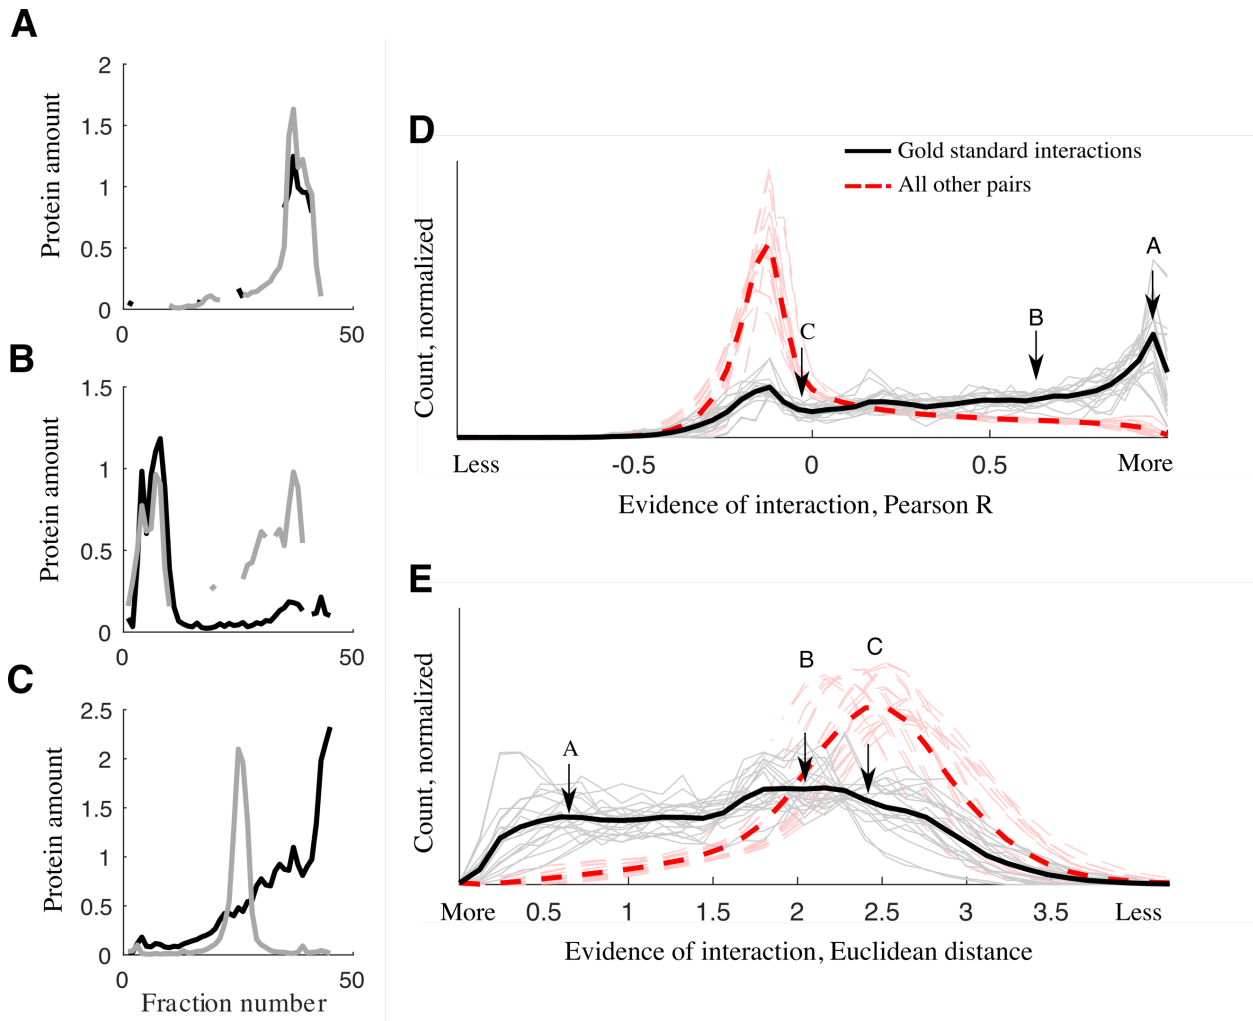 A
2
1.5
1
0.5
0
0
50
Protein amount
B
1.5
1
0.5
0
0
50
Protein amount
C
2.5
2
1.5
1
0.5
0
0
50
Protein amount
Fraction number
D
Gold standard interactions
All other pairs
A
B
C
Count, normalized
Less
-0.5
0
0.5
More
Evidence of interaction, Pearson R
E
A
B
C
Count, normalized
More
0.5
1
1.5
2
2.5
3
3.5
Less
Evidence of interaction, Euclidean distance